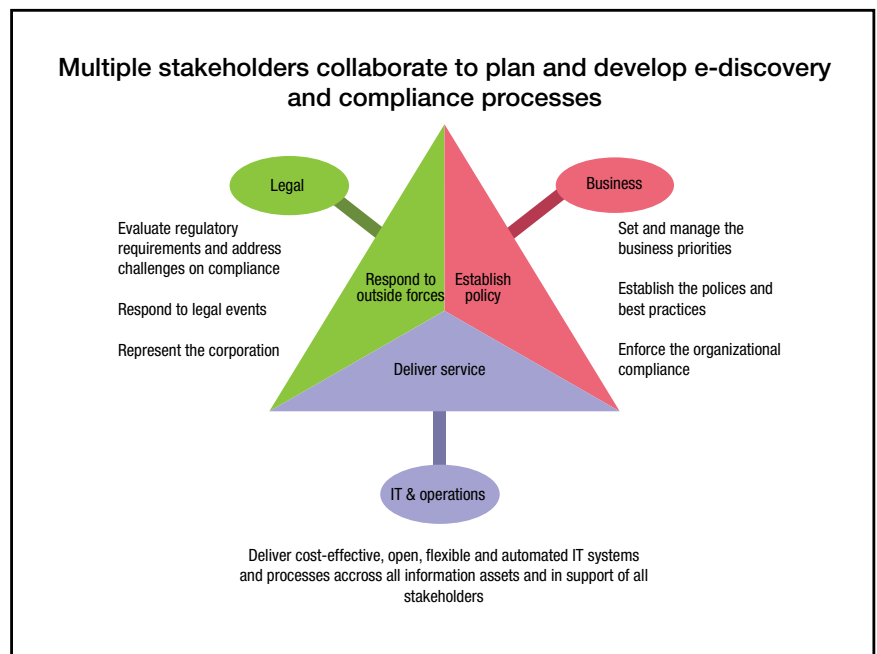 Multiple stakeholders collaborate to plan and develop e-discovery
and compliance processes
Legal
Business
Evaluate regulatory
requirements and address
challenges on compliance
Respond to legal events
Represent the corporation
Set and manage the
business priorities
Establish the polices and
best practices
Enforce the organizational
compliance
Respond to
outside forces
Establish
policy
Deliver service
IT & operations
Deliver cost-effective, open, flexible and automated IT systems
and processes accross all information assets and in support of all
stakeholders